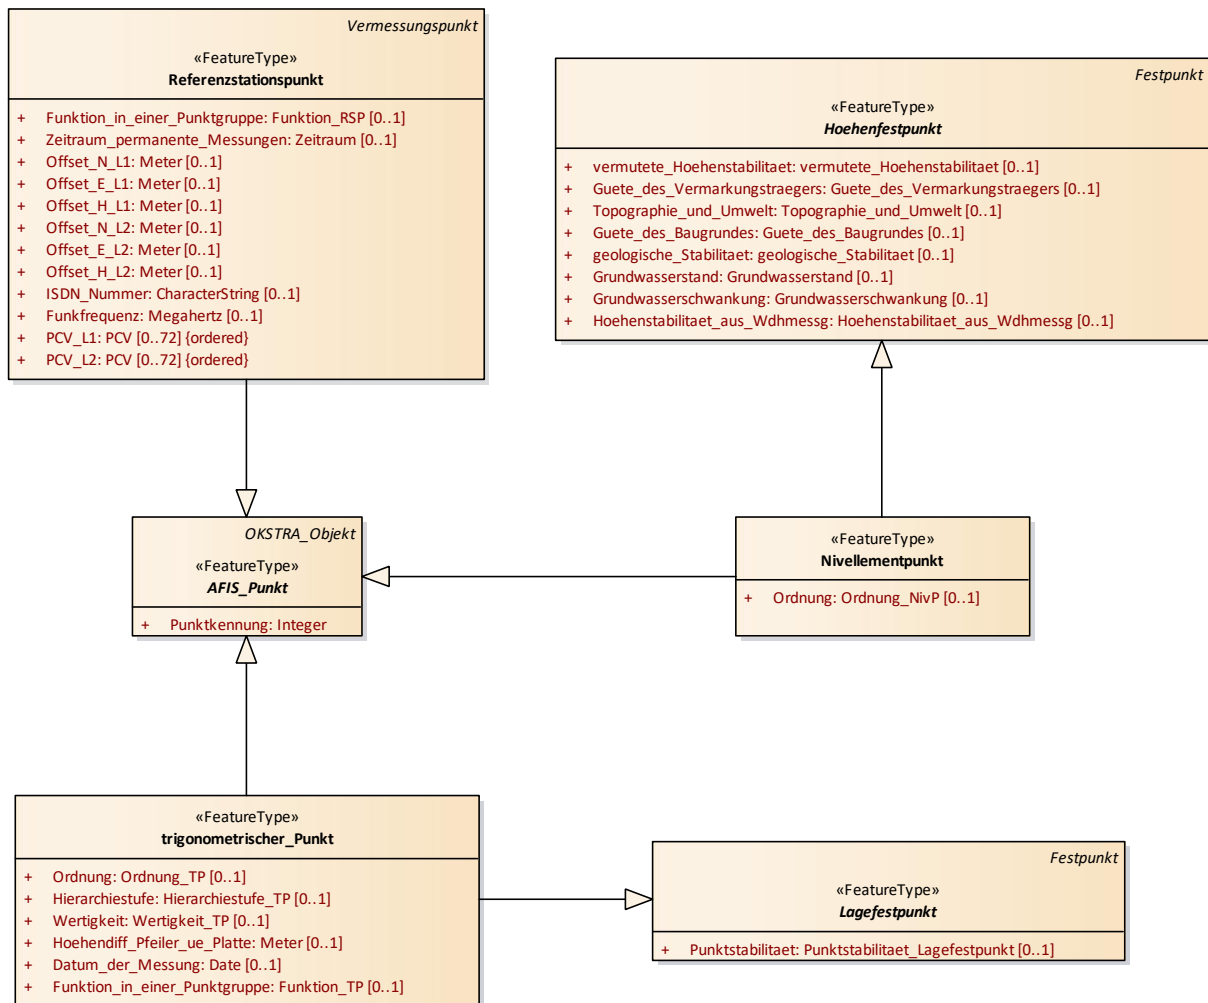 Vermessungspunkt
«FeatureType»
Referenzstationspunkt
+ Funktion_in_einer_Punktgruppe: Funktion_RSP [0..1]
+ Zeitraum_permanente_Messungen: Zeitraum [0..1]
+ Offset_N_L1: Meter [0..1]
+ Offset_E_L1: Meter [0..1]
+ Offset_H_L1: Meter [0..1]
+ Offset_N_L2: Meter [0..1]
+ Offset_E_L2: Meter [0..1]
+ Offset_H_L2: Meter [0..1]
+ ISDN_Nummer: CharacterString [0..1]
+ Funkfrequenz: Megahertz [0..1]
+ PCV_L1: PCV [0..72] {ordered}
+ PCV_L2: PCV [0..72] {ordered}
Festpunkt
«FeatureType»
Hoehenfestpunkt
+ vermutete_Hoehenstabilitaet: vermutete_Hoehenstabilitaet [0..1]
+ Guete_des_Vermarkungstraegers: Guete_des_Vermarkungstraegers [0..1]
+ Topographie_und_Umwelt: Topographie_und_Umwelt [0..1]
+ Guete_des_Baugrundes: Guete_des_Baugrundes [0..1]
+ geologische_Stabilitaet: geologische_Stabilitaet [0..1]
+ Grundwasserstand: Grundwasserstand [0..1]
+ Grundwasserschwankung: Grundwasserschwankung [0..1]
+ Hoehenstabilitaet_aus_Wdhmessg: Hoehenstabilitaet_aus_Wdhmessg [0..1]
OKSTRA_Objekt
«FeatureType»
AFIS_Punkt
+ Punktkennung: Integer
«FeatureType»
Nivellementpunkt
+ Ordnung: Ordnung_NivP [0..1]
«FeatureType»
trigonometrischer_Punkt
+ Ordnung: Ordnung_TP [0..1]
+ Hierarchiestufe: Hierarchiestufe_TP [0..1]
+ Wertigkeit: Wertigkeit_TP [0..1]
+ Hoehendiff_Pfeiler_ue_Platte: Meter [0..1]
+ Datum_der_Messung: Date [0..1]
+ Funktion_in_einer_Punktgruppe: Funktion_TP [0..1]
Festpunkt
«FeatureType»
Lagefestpunkt
+ Punktstabilitaet: Punktstabilitaet_Lagefestpunkt [0..1]